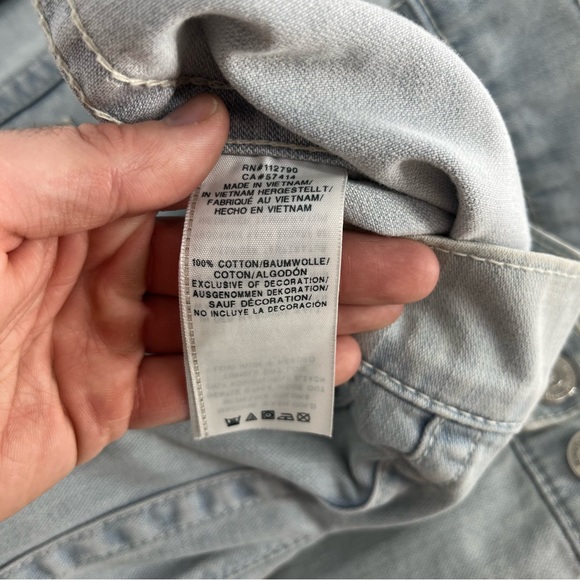 RN#112790
CA#57414
MADE IN VIETNAM/
IN VIETNAM HERGESTELLT/
FABRIQUÉ AU VIETNAM/
HECHO EN VIETNAM
100% COTTON/BAUMWOLLE/
COTON/ALGODÓN
EXCLUSIVE OF DECORATION/
AUSGENOMMEN DEKORATION/
SAUF DÉCORATION/
NO INCLUYE LA DECORACIÓN